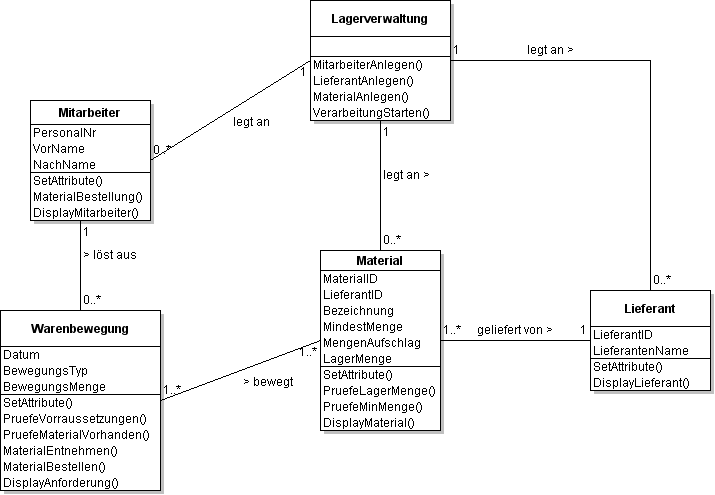 Lagerverwaltung
MitarbeiterAnlegen()
LieferantAnlegen()
MaterialAnlegen()
VerarbeitungStarten()
1
legt an >
1
legt an
0..*
1
legt an >
0..*
0..*
Mitarbeiter
PersonalNr
VorName
NachName
SetAttribute()
MaterialBestellung()
DisplayMitarbeiter()
1
> löst aus
0..*
Material
MaterialID
LieferantID
Bezeichnung
MindestMenge
MengenAufschlag
LagerMenge
SetAttribute()
PruefeLagerMenge()
PruefeMinMenge()
DisplayMaterial()
1..*
geliefert von >
1
Lieferant
LieferantID
LieferantenName
SetAttribute()
DisplayLieferant()
Warenbewegung
Datum
BewegungsTyp
BewegungsMenge
SetAttribute()
PruefeVorraussetzungen()
PruefeMaterialVorhanden()
MaterialEntnehmen()
MaterialBestellen()
DisplayAnforderung()
1..*
> bewegt
1..*